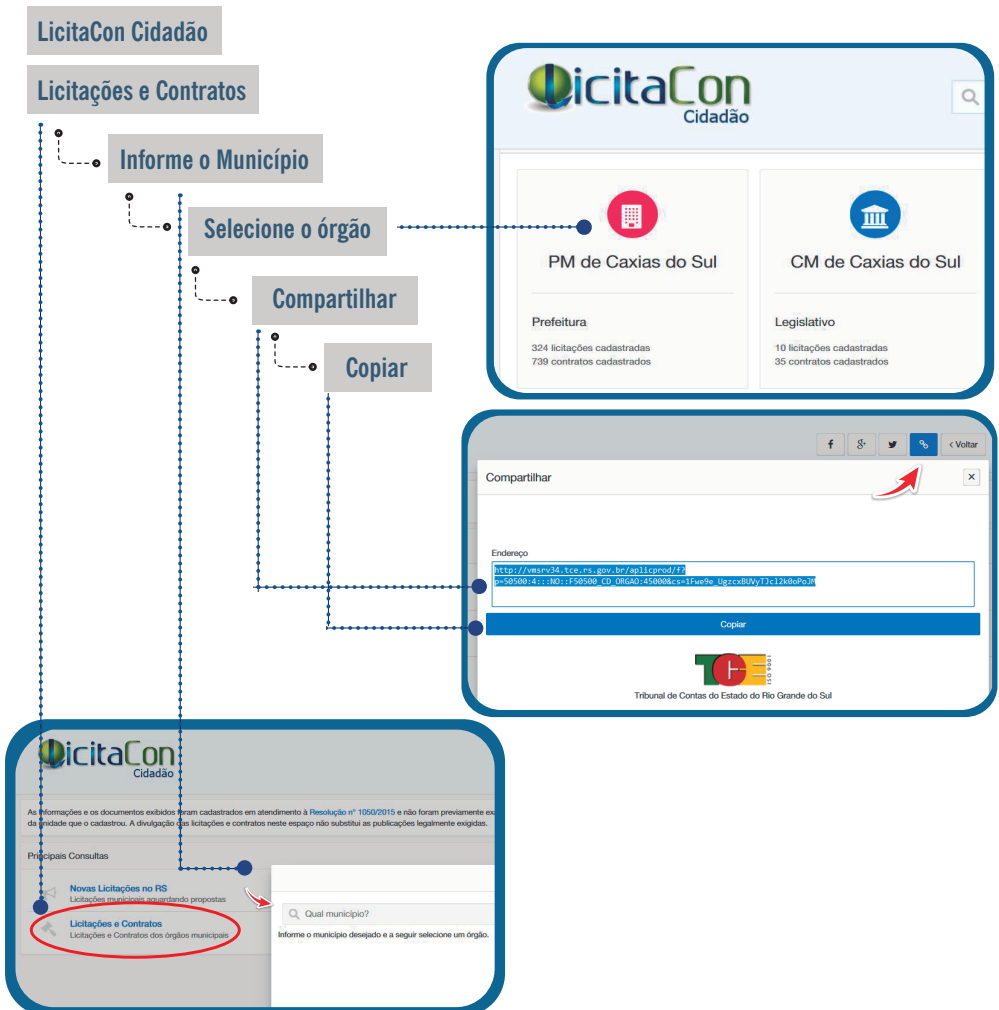 LicitaCon Cidadão
Licitações e Contratos
Informe o Município
Selecione o órgão
Compartilhar
Copiar
LicitaCon
Cidadão
PM de Caxias do Sul
Prefeitura
324 licitações cadastradas
739 contratos cadastrados
CM de Caxias do Sul
Legislativo
10 licitações cadastradas
35 contratos cadastrados
< Voltar
Compartilhar
Endereço
http://vmsrv34.tce.rs.gov.br/aplicprod/f?
p=50500:4:::NO::F50500_CD_ORGAO:45000&cs=1Fwe9e_UgzcxBUVyTJcl2k0oPoJM
Copiar
TCE
ISO 9001
Tribunal de Contas do Estado do Rio Grande do Sul
LicitaCon
Cidadão
As informações e os documentos exibidos foram cadastrados em atendimento à Resolução n° 1050/2015 e não foram previamente
da unidade que o cadastrou. A divulgação das licitações e contratos neste espaço não substitui as publicações legalmente exigidas.
Principais Consultas
Novas Licitações no RS
Licitações municipais aguardando propostas
Licitações e Contratos
Licitações e Contratos dos órgãos municipais
Qual município?
Informe o município desejado e a seguir selecione um órgão.